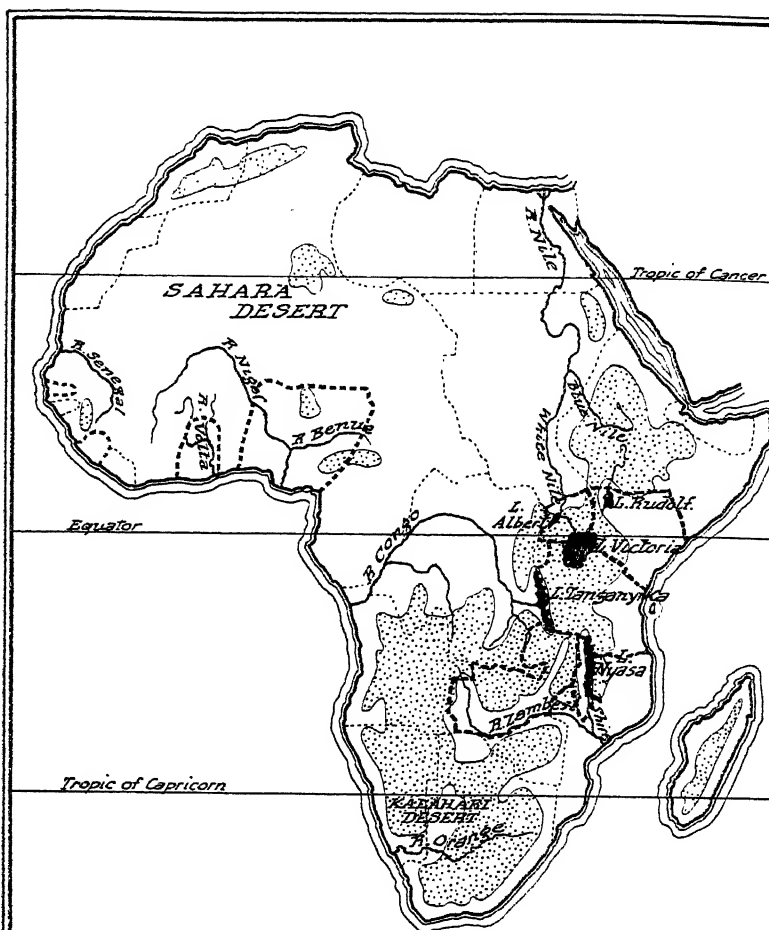 R. Nile
Tropic of Cancer
SAHARA
DESERT
R. Senegal
R. Niger
R. Volta
R. Benue
Blue Nile
White Nile
L. Rudolf.
L.
Albert
Equator
R. Congo
L. Victoria
L. Tanganyika
L.
Nyasa
R. Zambesi
R. Shire
Tropic of Capricorn
KALAHARI
DESERT
R. Orange